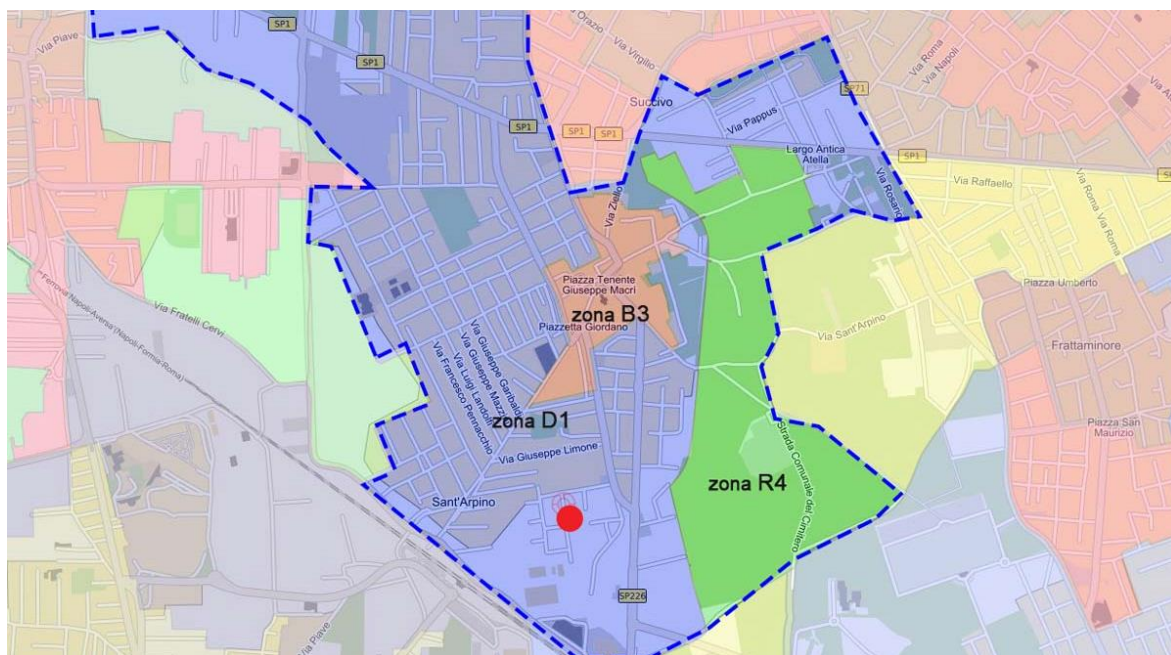 Via Piave
SP1
SP1
SP1
SP1
SP1
Orazio
Via Virgilio
Succivo
Via Roma
Via Napoli
SP71
Via Pappus
Largo Antica
Atella
SP1
Via Rosano
Via Raffaello
Via Roma
Via Roma
Via Ziello
Piazza Tenente
Giuseppe Macrì
zona B3
Piazzetta Giordano
Piazza Umberto
Via Sant'Arpino
Frattaminore
Ferrovia Napoli-Aversa (Napoli-Formia-Roma)
Via Fratelli Cervi
Via Giuseppe Garibaldi
Via Giuseppe Mazzi
Via Luigi Landolfi
Via Francesco Pennacchio
zona D1
Via Giuseppe Limone
Piazza San
Maurizio
Strada Comunale del Cimitero
zona R4
Sant'Arpino
SP226
Via Piave